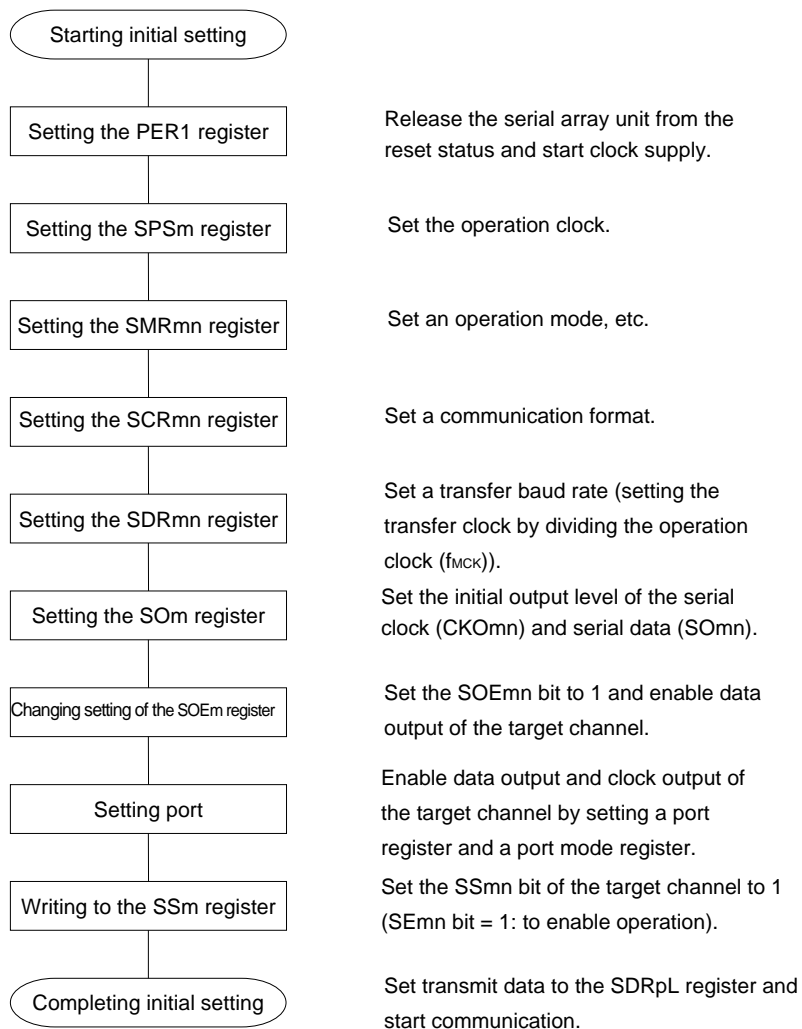 Starting initial setting
Setting the PER1 register
Release the serial array unit from the
reset status and start clock supply.
Setting the SPSm register
Set the operation clock.
Setting the SMRmn register
Set an operation mode, etc.
Setting the SCRmn register
Set a communication format.
Setting the SDRmn register
Set a transfer baud rate (setting the
transfer clock by dividing the operation
clock (fMCK)).
Setting the SOm register
Set the initial output level of the serial
clock (CKOmn) and serial data (SOmn).
Changing setting of the SOEm register
Set the SOEmn bit to 1 and enable data
output of the target channel.
Setting port
Enable data output and clock output of
the target channel by setting a port
register and a port mode register.
Writing to the SSm register
Set the SSmn bit of the target channel to 1
(SEmn bit = 1: to enable operation).
Completing initial setting
Set transmit data to the SDRpL register and
start communication.